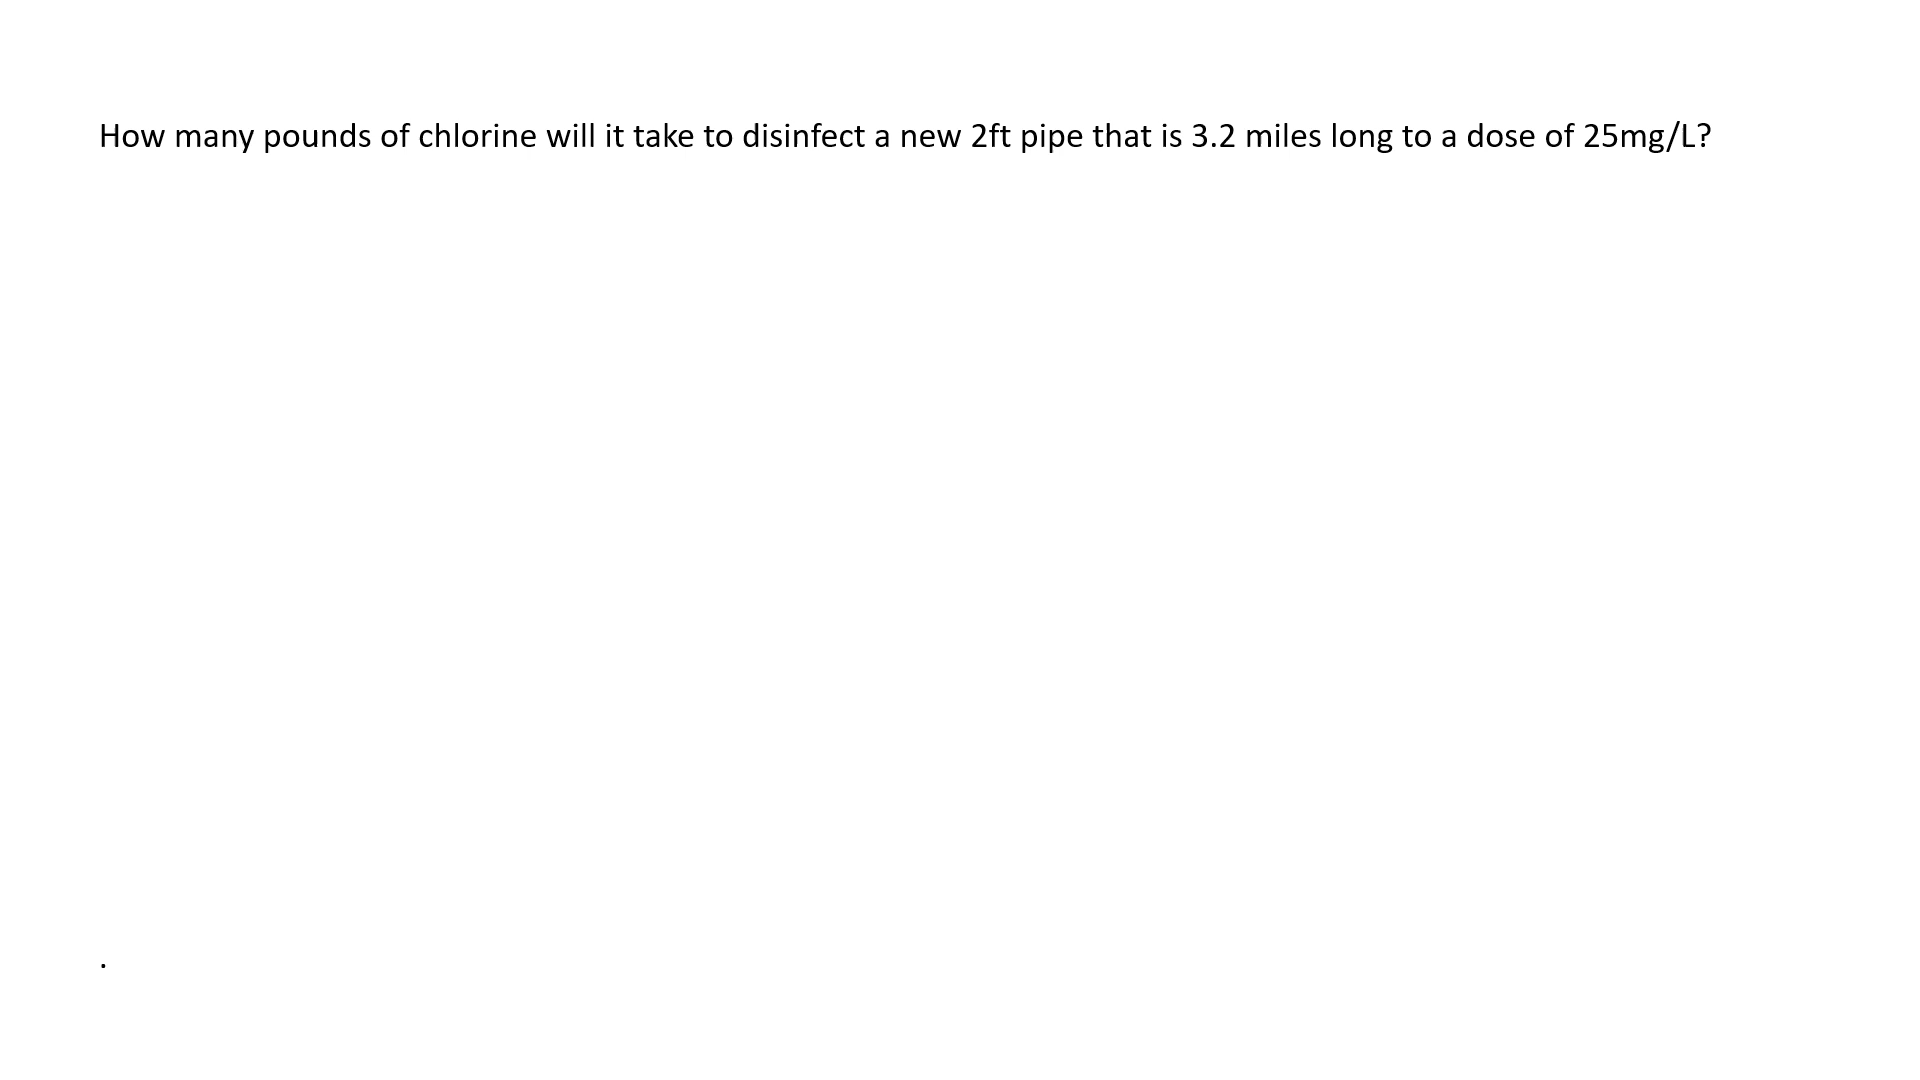 How many pounds of chlorine will it take to disinfect a new 2ft pipe that is 3.2 miles long to a dose of 25mg/L?
.